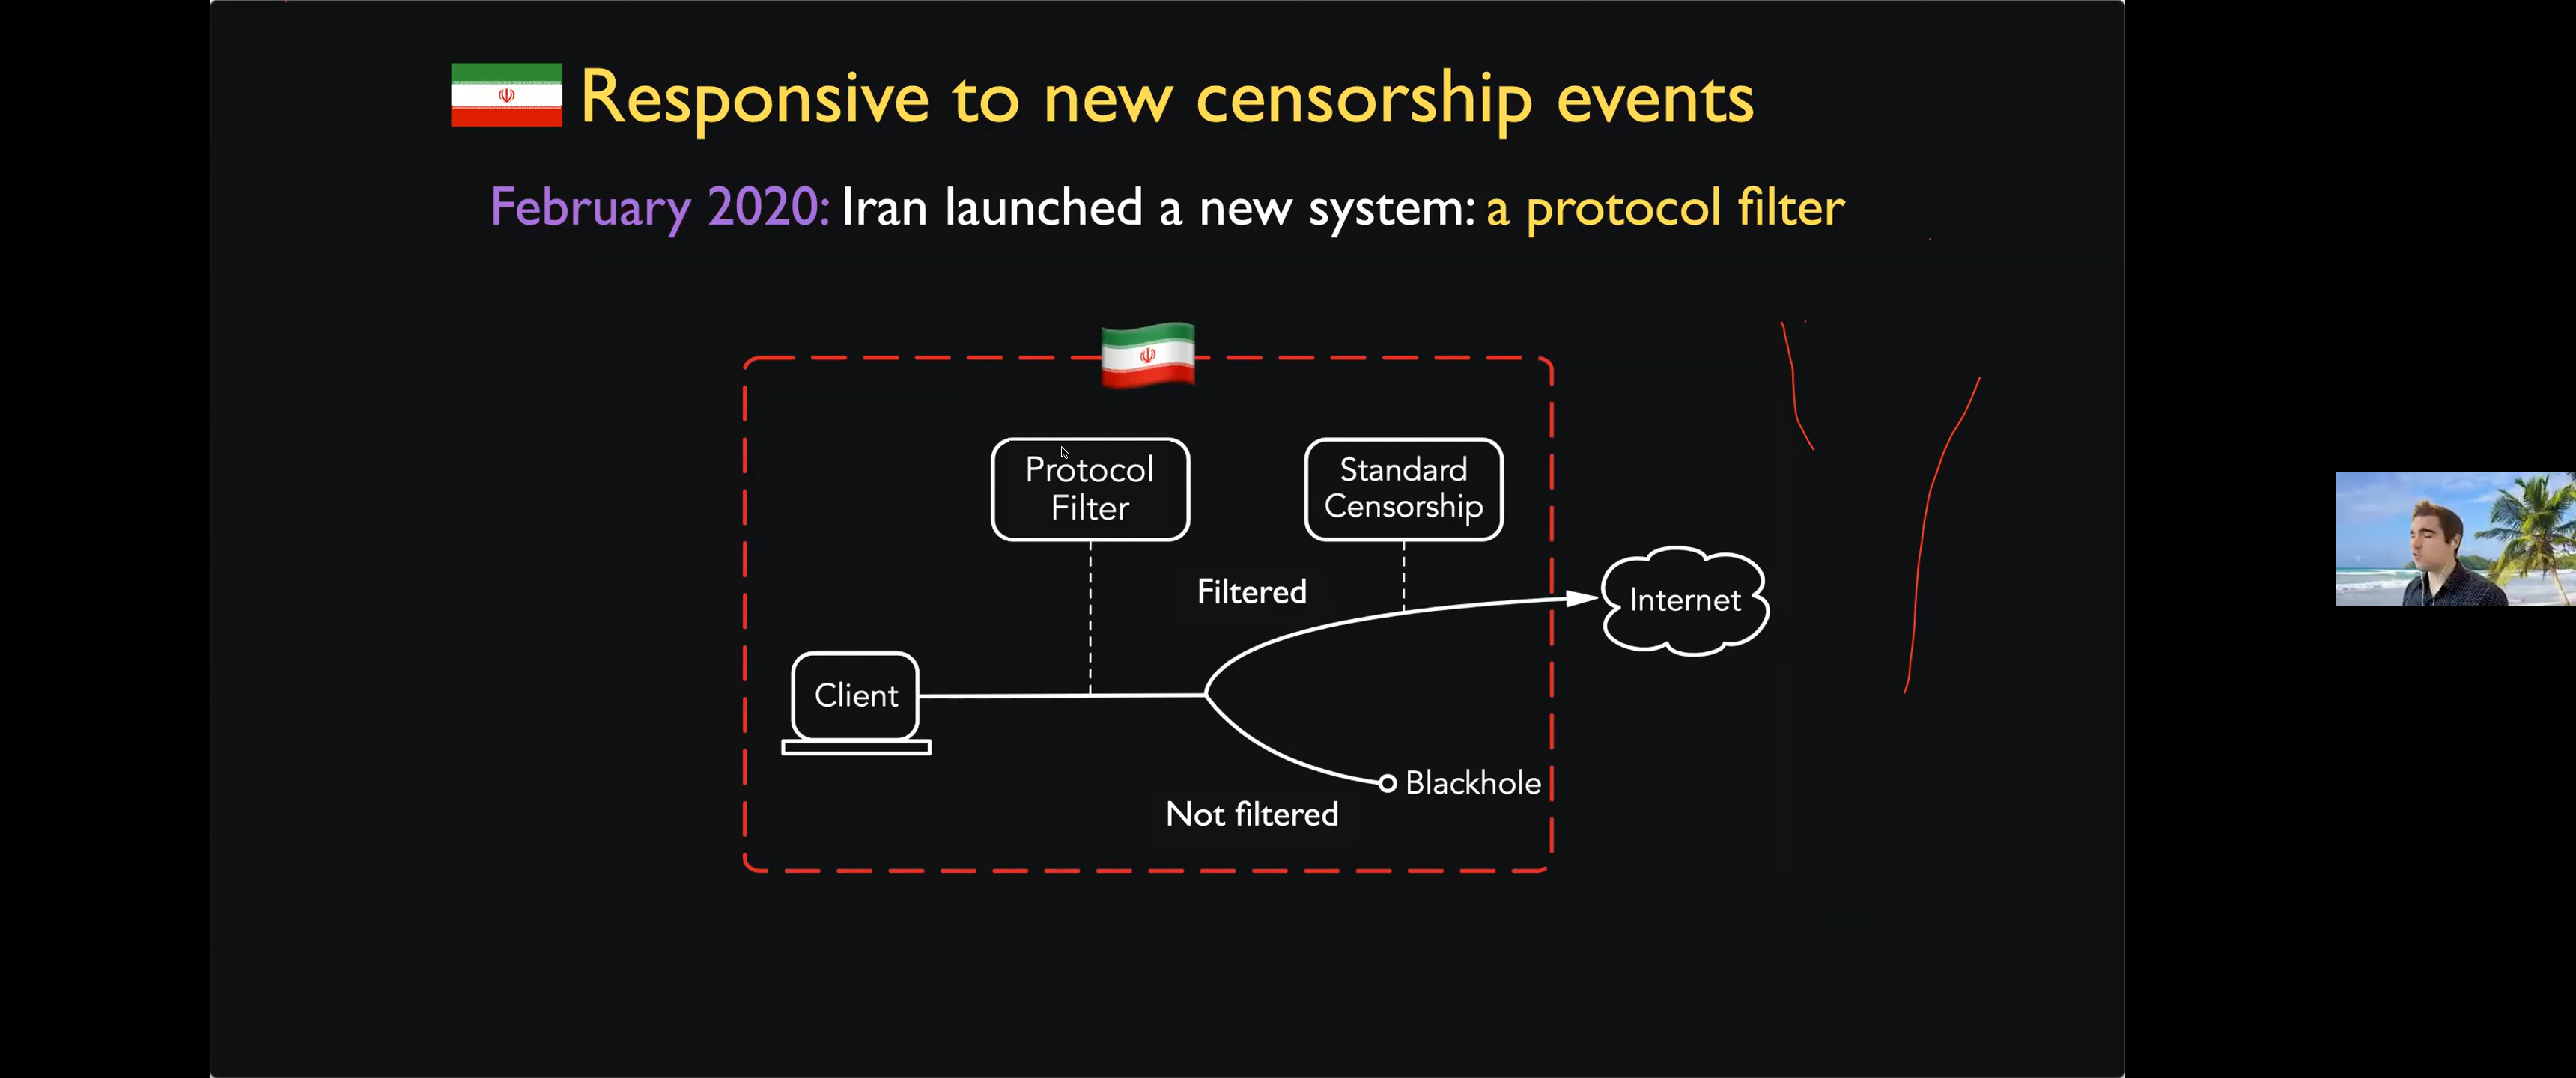 Responsive to new censorship events
February 2020: Iran launched a new system: a protocol filter
Protocol
Filter
Standard
Censorship
Filtered
Internet
Client
Blackhole
Not filtered